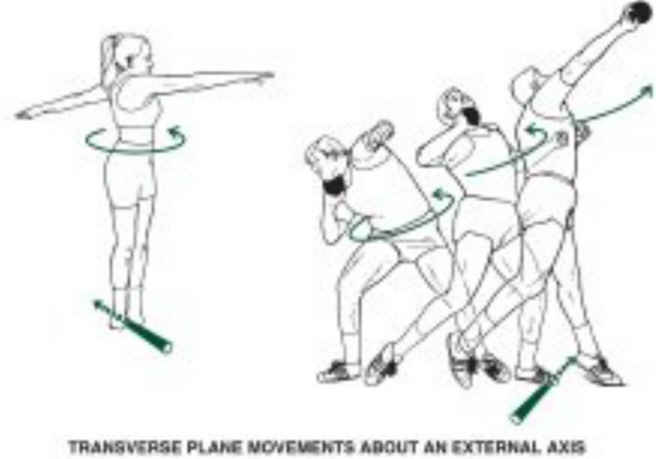 TRANSVERSE PLANE MOVEMENTS ABOUT AN EXTERNAL AXIS